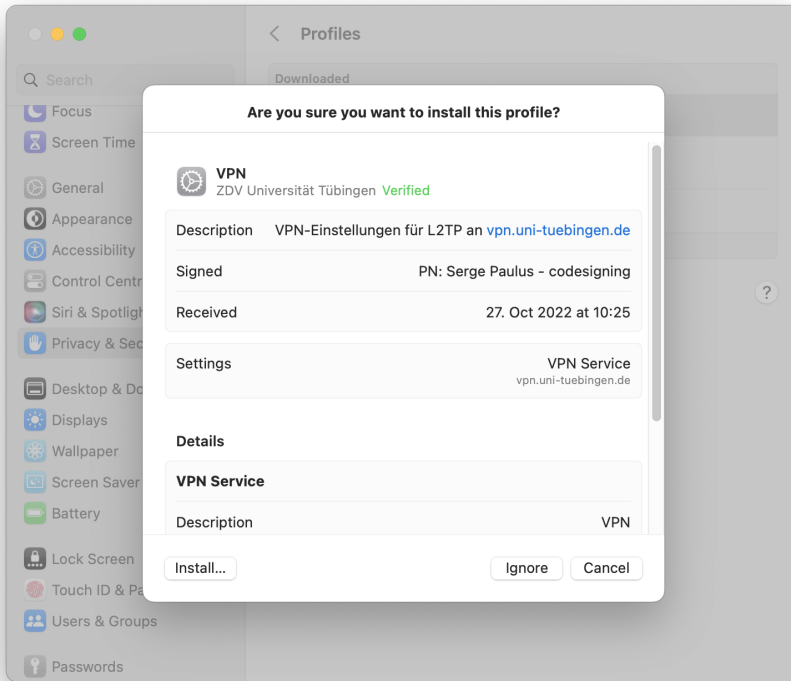 Profiles
Search
Downloaded
Focus
Screen Time
General
Appearance
Accessibility
Control Centr
Siri & Spotligh
Privacy & Sec
Desktop & Do
Displays
Wallpaper
Screen Saver
Battery
Lock Screen
Touch ID & Pa
Users & Groups
Passwords
?
Are you sure you want to install this profile?
VPN
ZDV Universität Tübingen Verified
Description VPN-Einstellungen für L2TP an vpn.uni-tuebingen.de
Signed PN: Serge Paulus - codesigning
Received 27. Oct 2022 at 10:25
Settings VPN Service
vpn.uni-tuebingen.de
Details
VPN Service
Description VPN
Install... Ignore Cancel